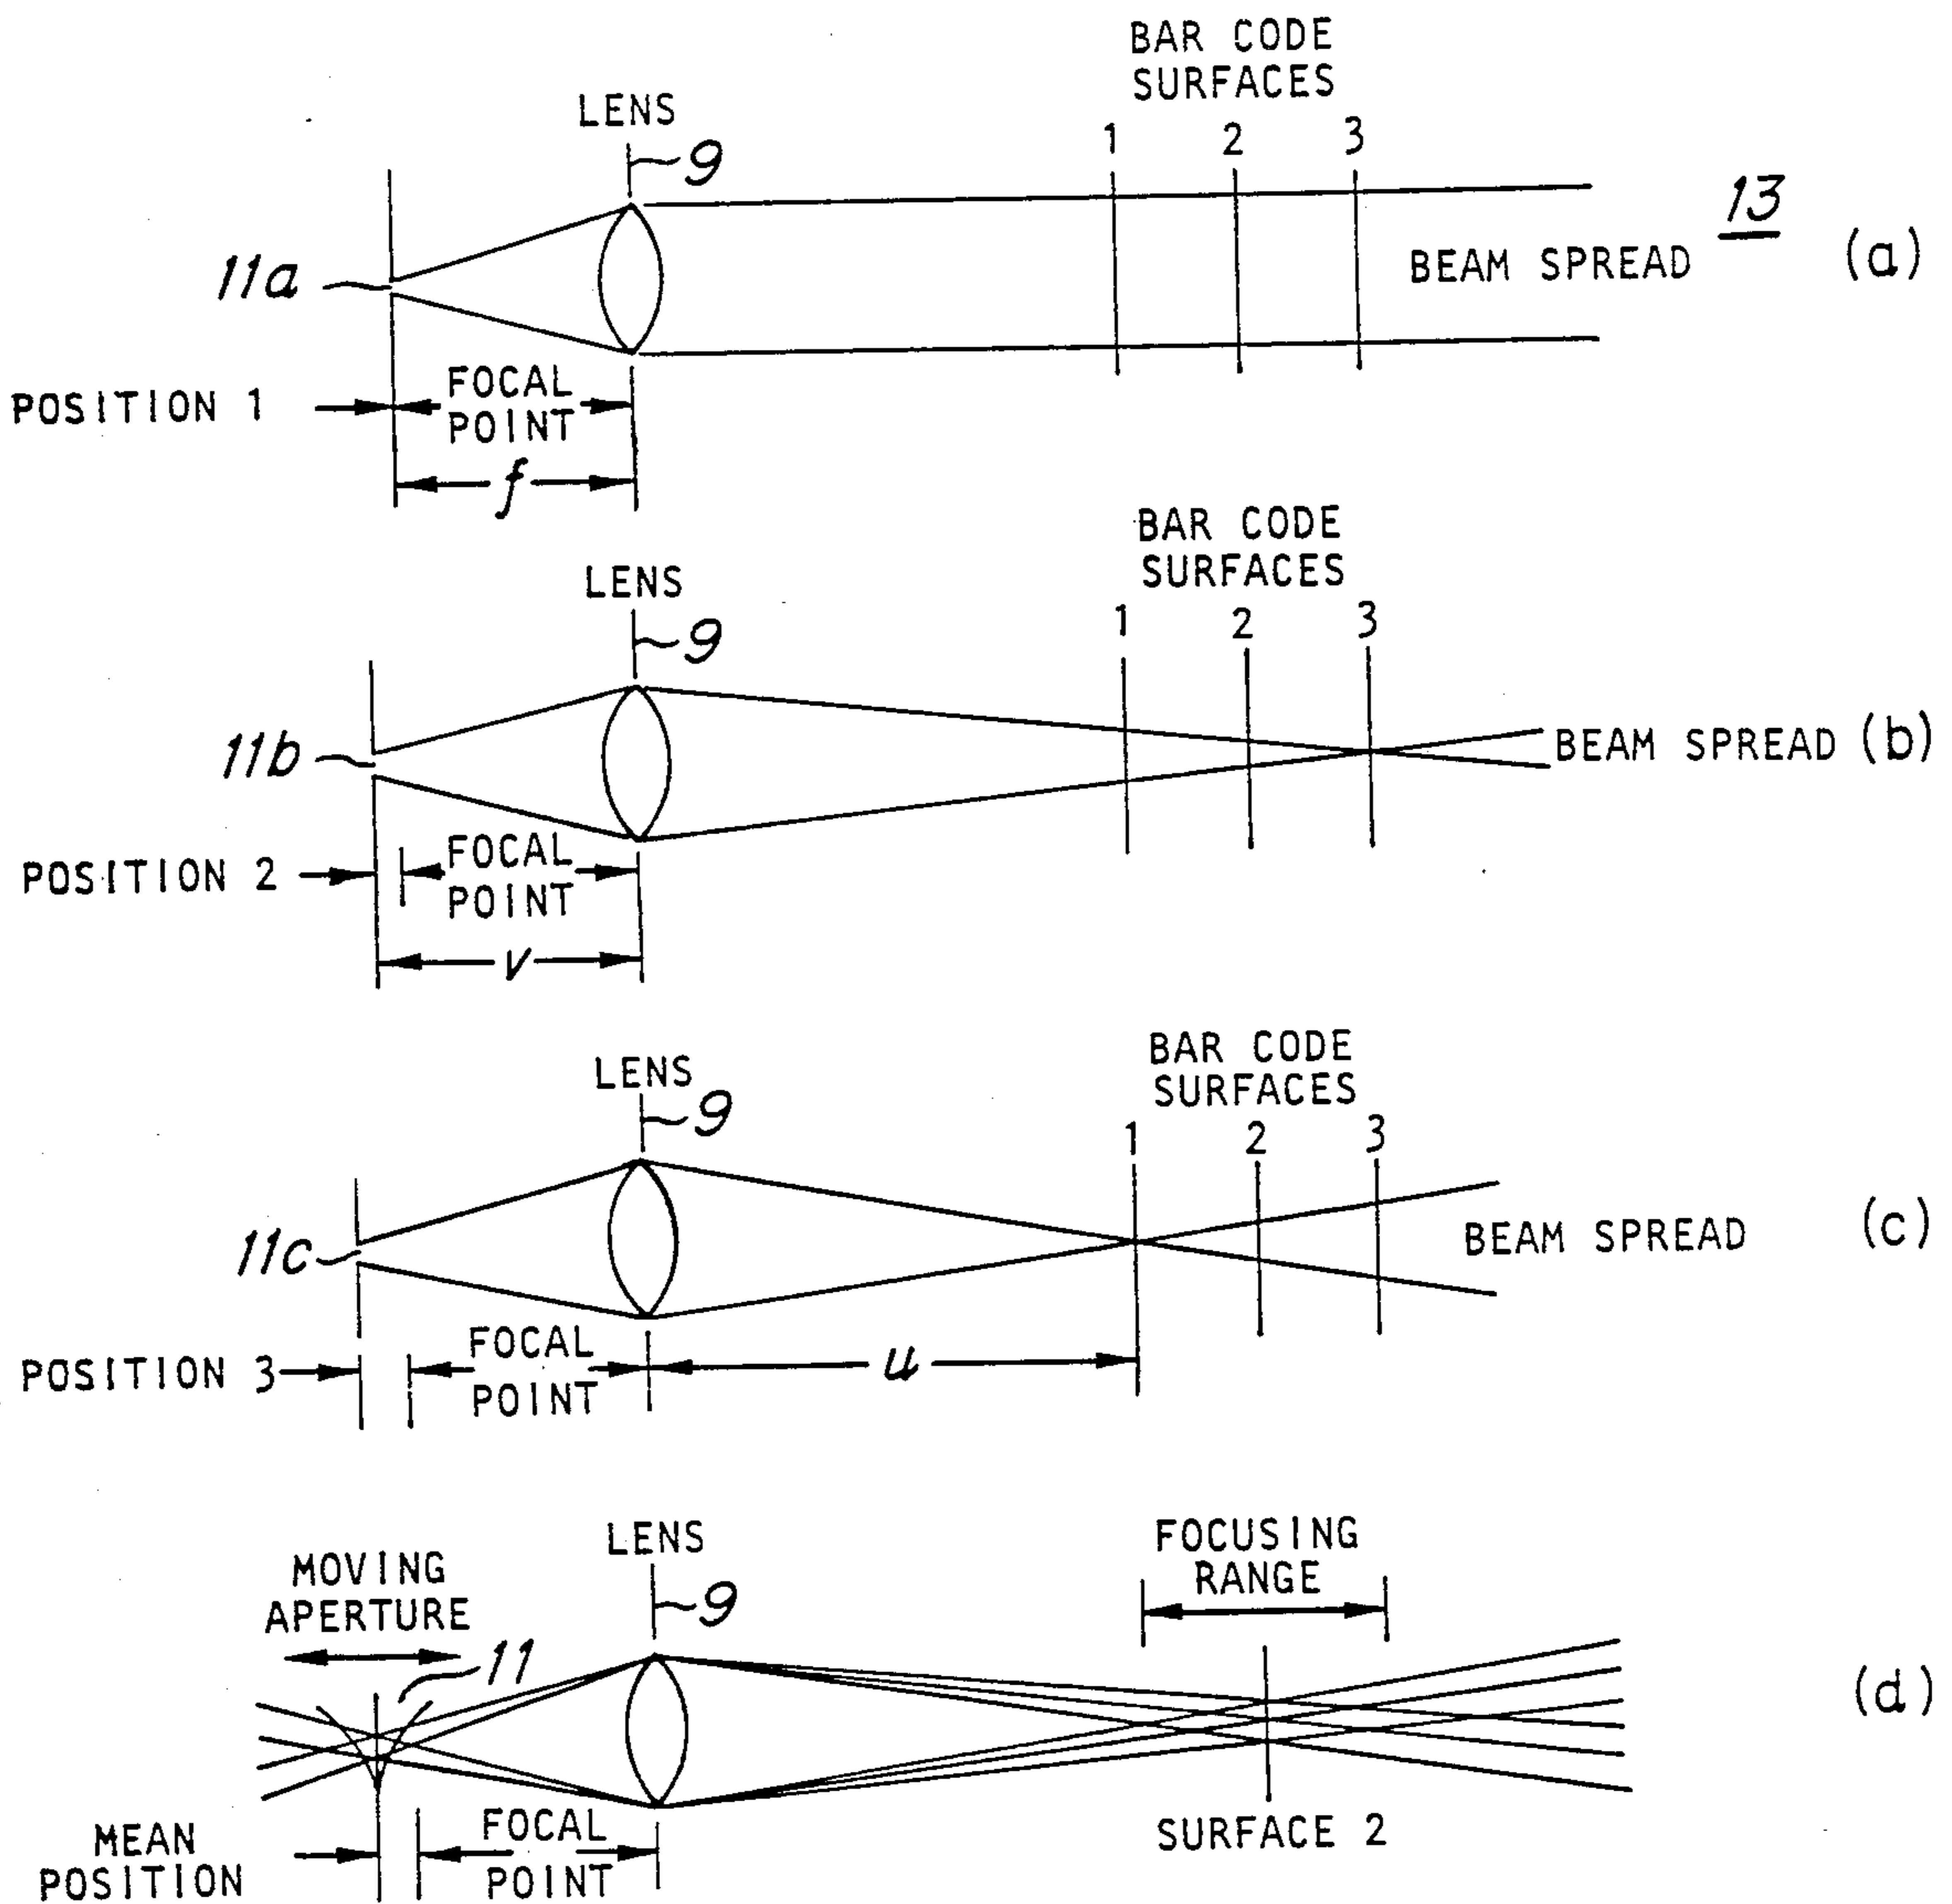 BAR CODE
SURFACES
LENS
9
1
2
3
13
11a
BEAM SPREAD
(a)
POSITION 1
FOCAL
POINT
f
BAR CODE
SURFACES
LENS
9
1
2
3
11b
BEAM SPREAD (b)
POSITION 2
FOCAL
POINT
v
BAR CODE
SURFACES
LENS
9
1
2
3
11c
BEAM SPREAD
(c)
POSITION 3
FOCAL
POINT
u
LENS
9
FOCUSING
RANGE
MOVING
APERTURE
11
(d)
MEAN
POSITION
FOCAL
POINT
SURFACE 2